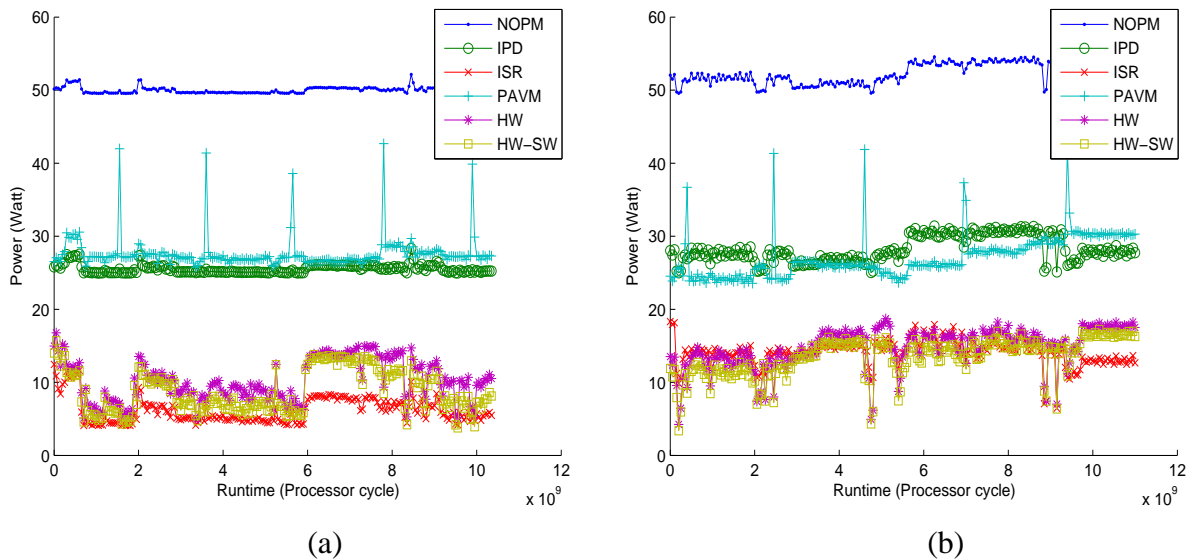 60
50
40
30
20
10
0
Power (Watt)
0 2 4 6 8 10 12
Runtime (Processor cycle)
x 10^9
NOPM
IPD
ISR
PAVM
HW
HW-SW
(a)
60
50
40
30
20
10
0
Power (Watt)
0 2 4 6 8 10 12
Runtime (Processor cycle)
x 10^9
NOPM
IPD
ISR
PAVM
HW
HW-SW
(b)